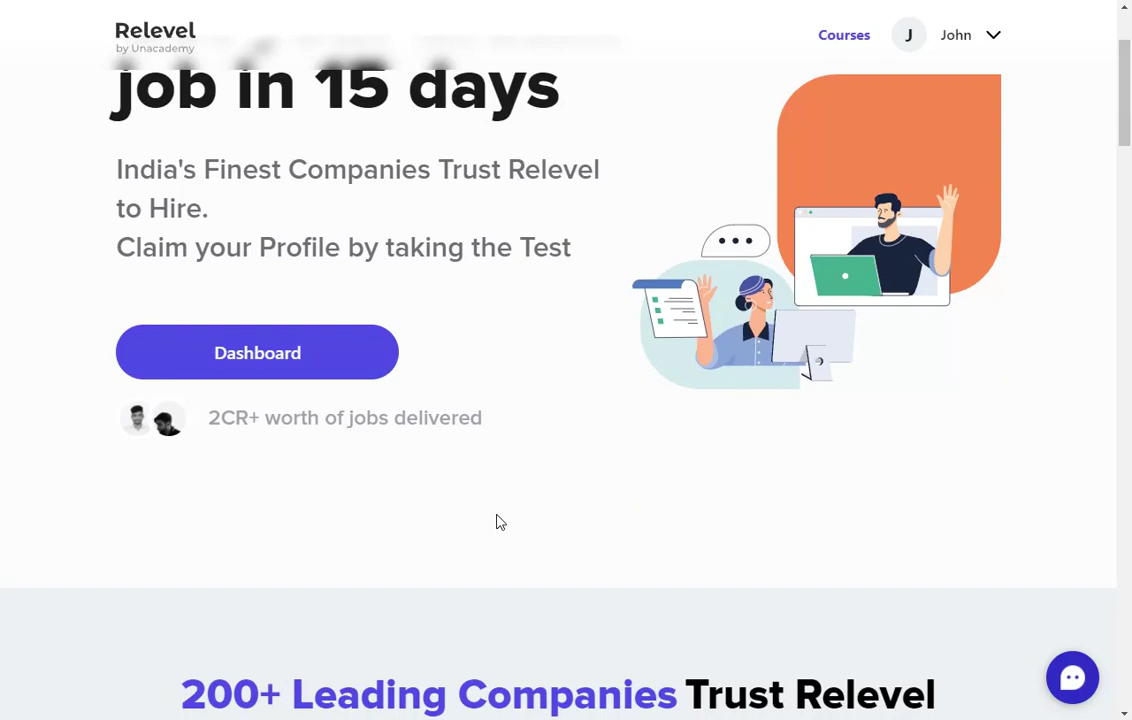 Relevel
by Unacademy
Courses
J
John
job in 15 days
India's Finest Companies Trust Relevel
to Hire.
Claim your Profile by taking the Test
Dashboard
2CR+ worth of jobs delivered
200+ Leading Companies Trust Relevel